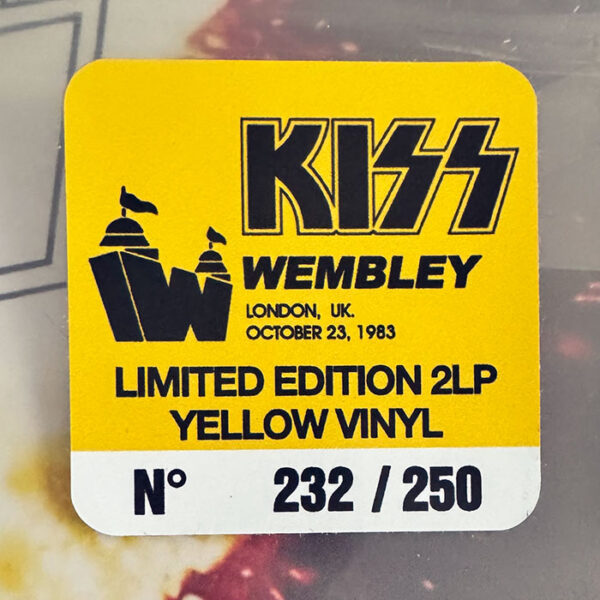 KISS
WEMBLEY
LONDON, UK.
OCTOBER 23, 1983
LIMITED EDITION 2LP
YELLOW VINYL
N° 232 / 250